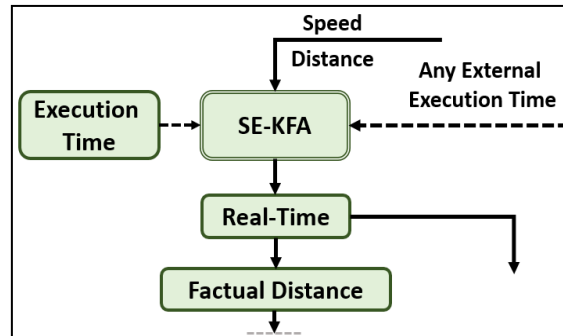 Speed
Distance
Any External
Execution Time
Execution
Time
SE-KFA
Real-Time
Factual Distance